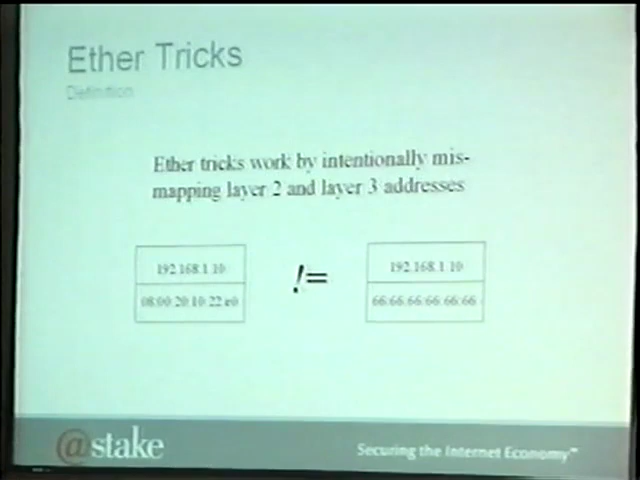 Ether Tricks
Definition
Ether tricks work by intentionally mis-
mapping layer 2 and layer 3 addresses
192.168.1.10
08:00:20:10:22:e0
!=
192.168.1.10
66:66:66:66:66:66
@stake
Securing the Internet Economy™